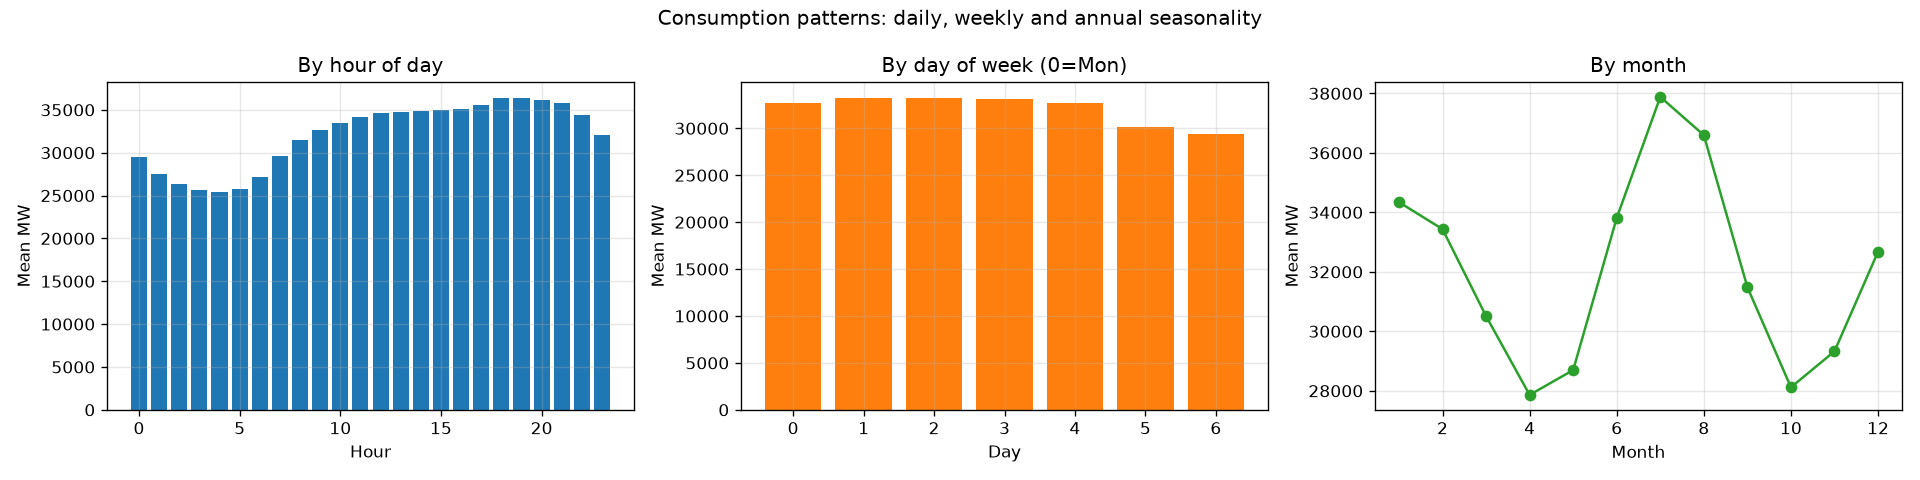 Consumption patterns: daily, weekly and annual seasonality
By hour of day
35000
30000
25000
20000
15000
10000
5000
0
Mean MW
0 5 10 15 20
Hour
By day of week (0=Mon)
30000
25000
20000
15000
10000
5000
0
Mean MW
0 1 2 3 4 5 6
Day
By month
38000
36000
34000
32000
30000
28000
Mean MW
2 4 6 8 10 12
Month